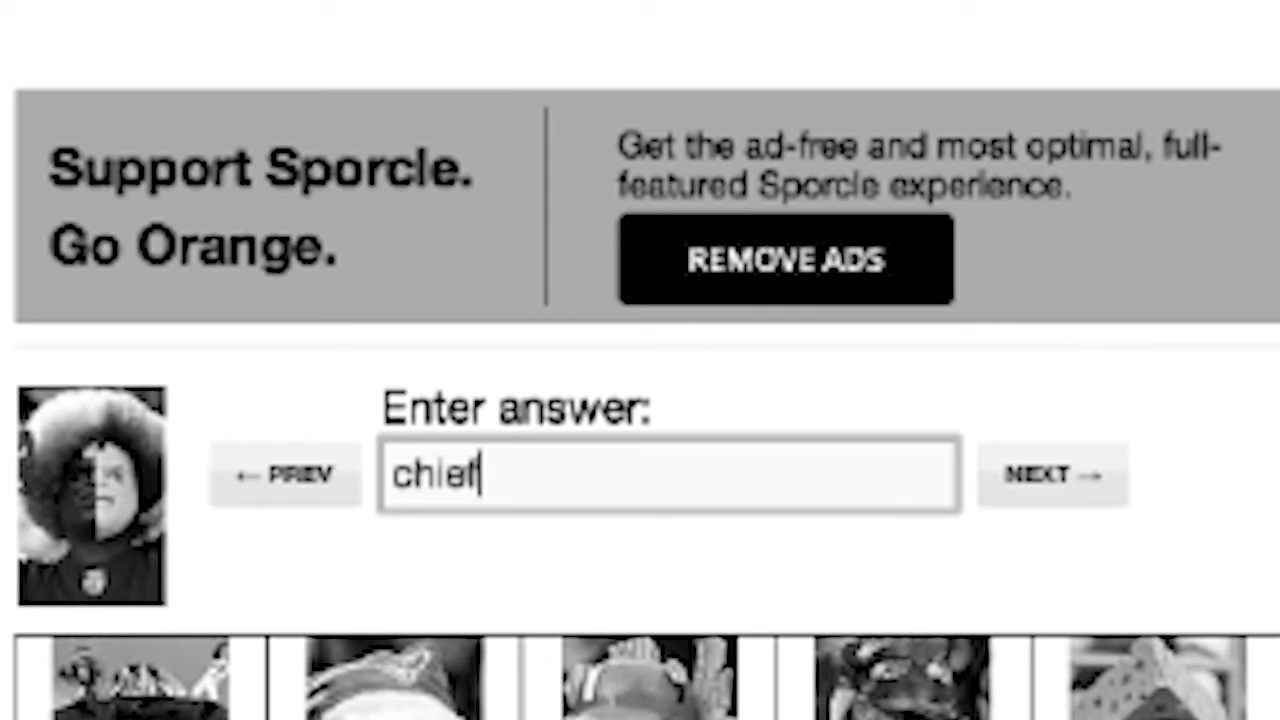 Support Sporcle.
Go Orange.
Get the ad-free and most optimal, full-
featured Sporcle experience.
REMOVE ADS
Enter answer:
← PREV
chief
NEXT →